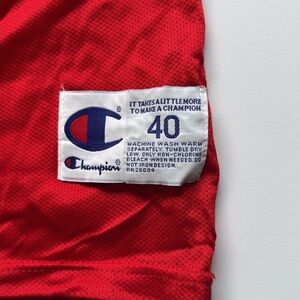 IT TAKES A LITTLE MORE
TO MAKE A CHAMPION
40
Champion
MACHINE WASH WARM
SEPARATELY. TUMBLE DRY
LOW. ONLY NON-CHLORINE
BLEACH WHEN NEEDED. DO
NOT IRON DESIGN.
RN 26094